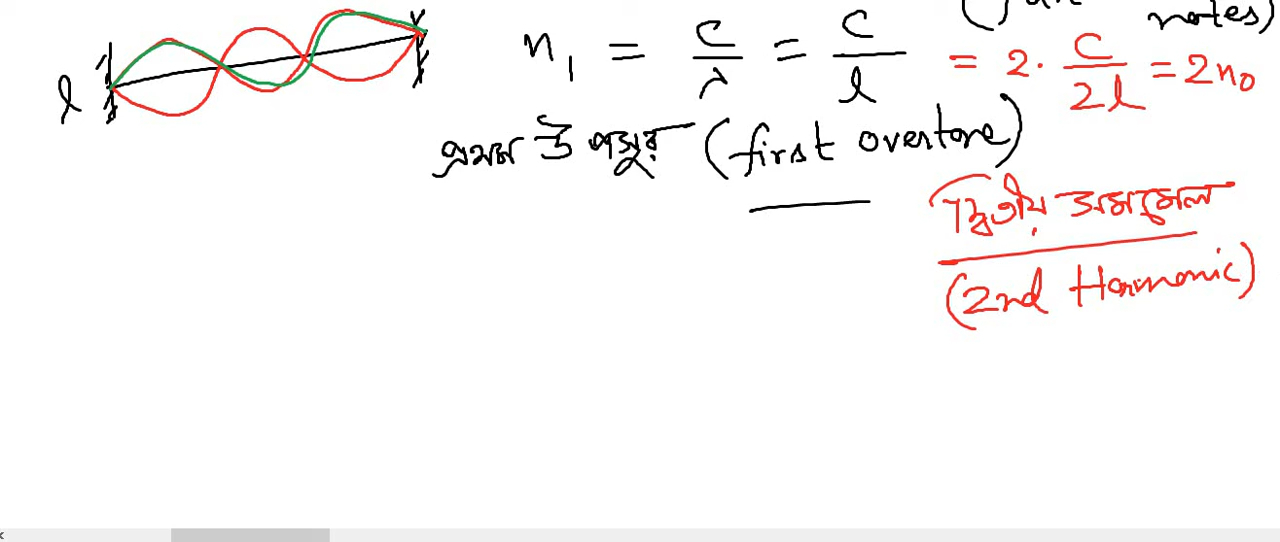 notes)
n₁ = c/λ = c/l = 2. c/2l = 2n₀
l
প্রথম উপসুর (first overtone)
দ্বিতীয় সমমেল
(2nd Harmonic)